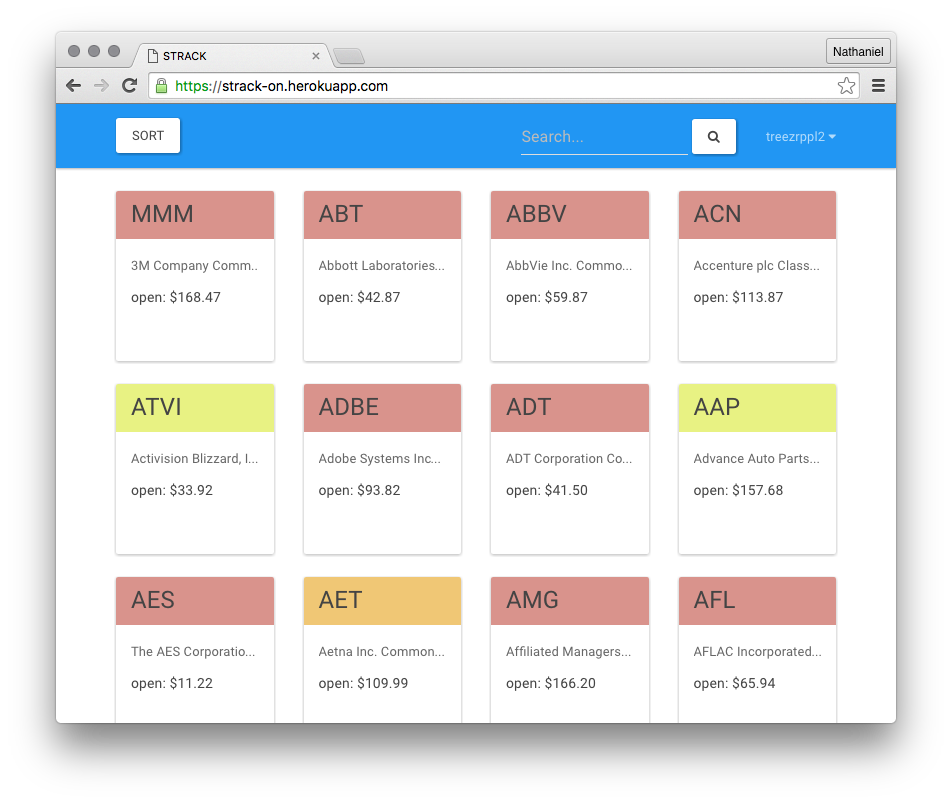 STRACK
Nathaniel
https://strack-on.herokuapp.com
SORT
Search...
treezrppl2
MMM
ABT
ABBV
ACN
3M Company Comm..
Abbott Laboratories...
AbbVie Inc. Commo...
Accenture plc Class...
open: $168.47
open: $42.87
open: $59.87
open: $113.87
ATVI
ADBE
ADT
AAP
Activision Blizzard, I...
Adobe Systems Inc...
ADT Corporation Co...
Advance Auto Parts...
open: $33.92
open: $93.82
open: $41.50
open: $157.68
AES
AET
AMG
AFL
The AES Corporatio...
Aetna Inc. Common...
Affiliated Managers...
AFLAC Incorporated...
open: $11.22
open: $109.99
open: $166.20
open: $65.94